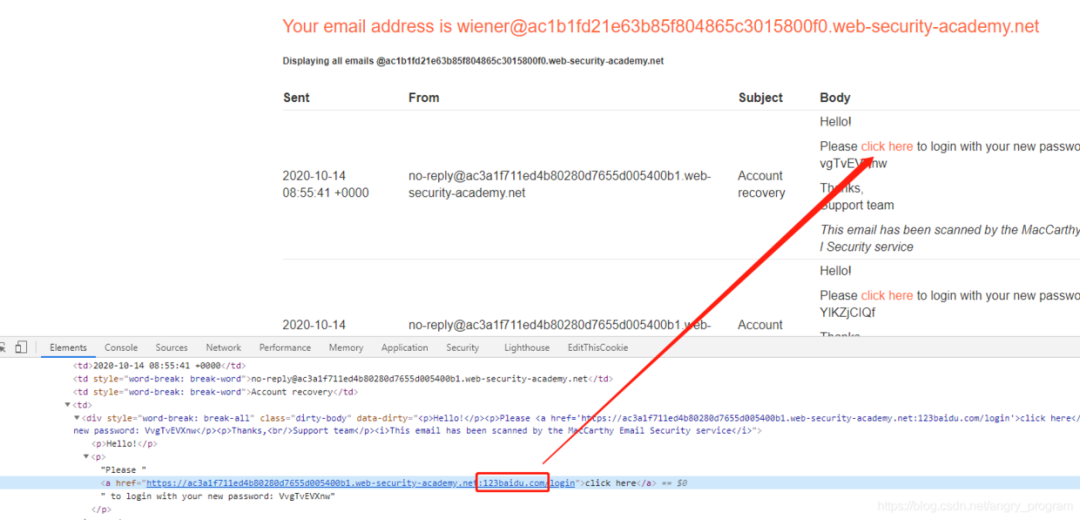 Your email address is wiener@ac1b1fd21e63b85f804865c3015800f0.web-security-academy.net
Displaying all emails @ac1b1fd21e63b85f804865c3015800f0.web-security-academy.net
Sent From Subject Body
Hello!
Please click here to login with your new passwo
vgTvEVXnw
2020-10-14
08:55:41 +0000
no-reply@ac3a1f711ed4b80280d7655d005400b1.web-
security-academy.net
Account
recovery
Thanks,
Support team
This email has been scanned by the MacCarthy
l Security service
Hello!
Please click here to login with your new passwo
YlKZjClQf
2020-10-14 no-reply@ac3a1f711ed4b80280d7655d005400b1.web- Account
Thanks
Elements Console Sources Network Performance Memory Application Security Lighthouse EditThisCookie
<td>2020-10-14 08:55:41 +0000</td>
<td style="word-break: break-word">no-reply@ac3a1f711ed4b80280d7655d005400b1.web-security-academy.net</td>
<td style="word-break: break-word">Account recovery</td>
▼<td>
▼<div style="word-break: break-all" class="dirty-body" data-dirty="<p>Hello!</p><p>Please <a href='https://ac3a1f711ed4b80280d7655d005400b1.web-security-academy.net:123baidu.com/login'>click here</
new password: VvgTvEVXnw</p><p>Thanks,<br/>Support team</p><i>This email has been scanned by the MacCarthy Email Security service</i>">
<p>Hello!</p>
▼<p>
"Please "
<a href="https://ac3a1f711ed4b80280d7655d005400b1.web-security-academy.net:123baidu.com/login">click here</a> == $0
" to login with your new password: VvgTvEVXnw"
</p>
https://blog.csdn.net/angry_program